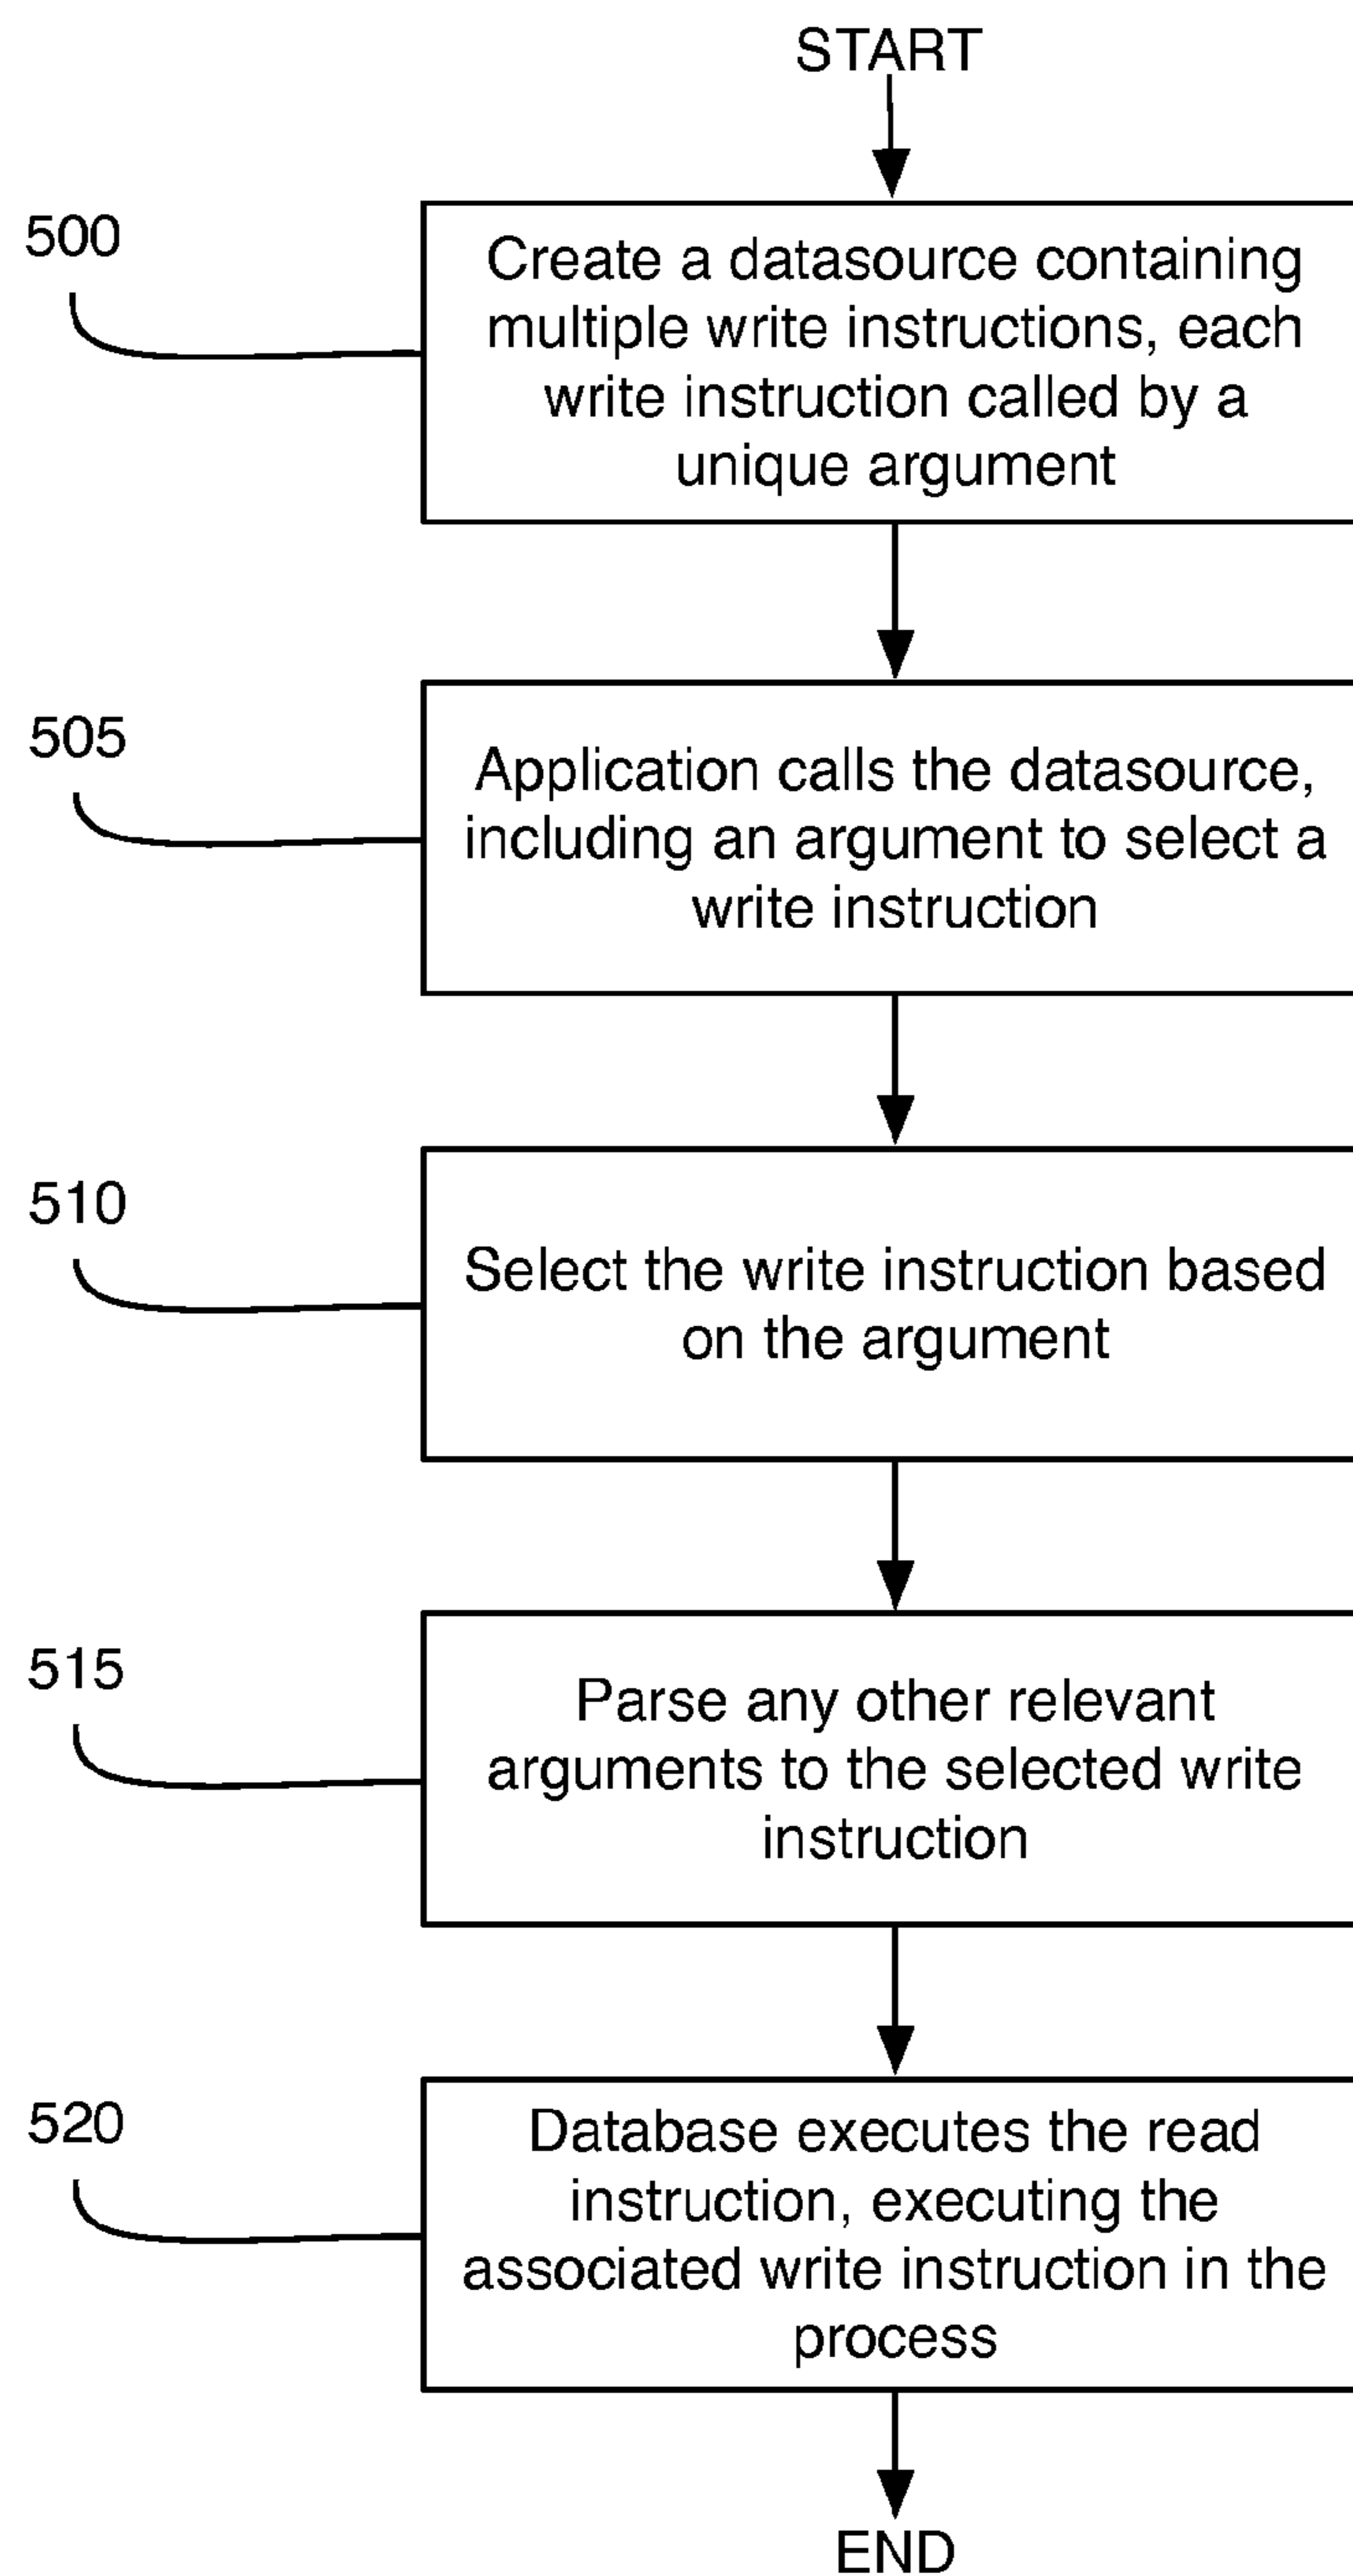 START
500
Create a datasource containing
multiple write instructions, each
write instruction called by a
unique argument
505
Application calls the datasource,
including an argument to select a
write instruction
510
Select the write instruction based
on the argument
515
Parse any other relevant
arguments to the selected write
instruction
520
Database executes the read
instruction, executing the
associated write instruction in the
process
END